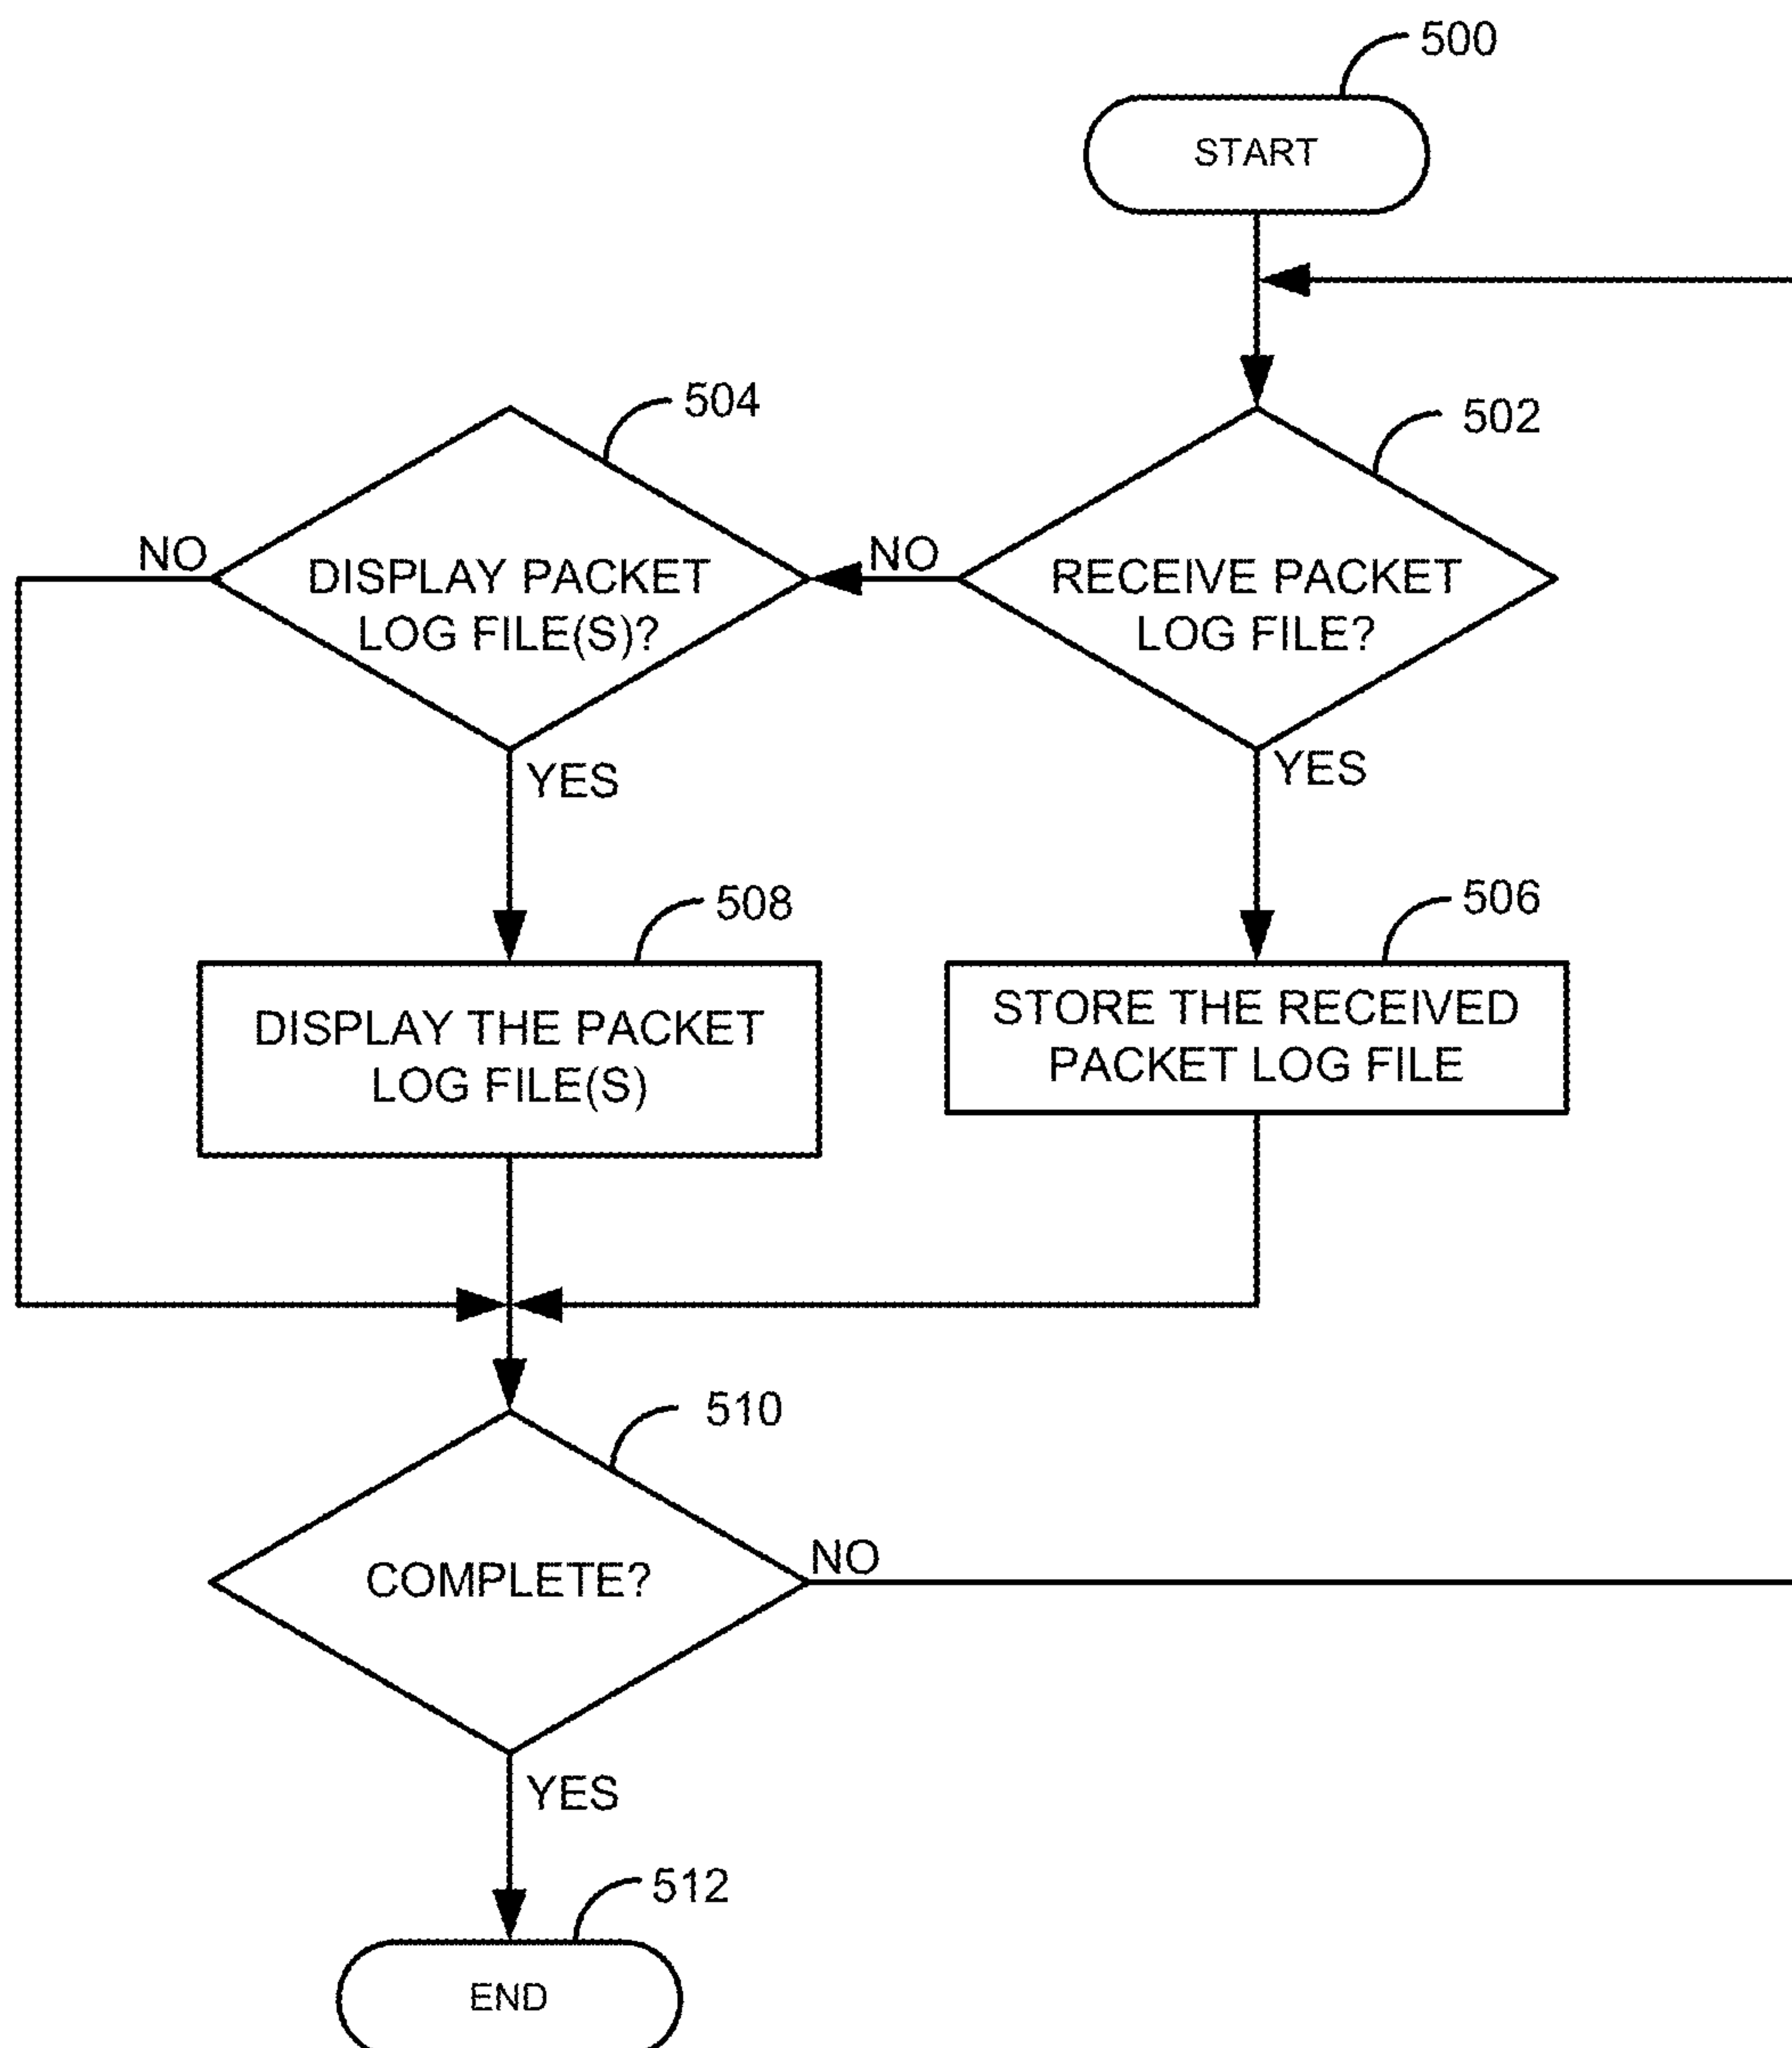 500
START
504
502
NO
DISPLAY PACKET
LOG FILE(S)?
NO
RECEIVE PACKET
LOG FILE?
YES
YES
508
506
DISPLAY THE PACKET
LOG FILE(S)
STORE THE RECEIVED
PACKET LOG FILE
510
COMPLETE?
NO
YES
512
END